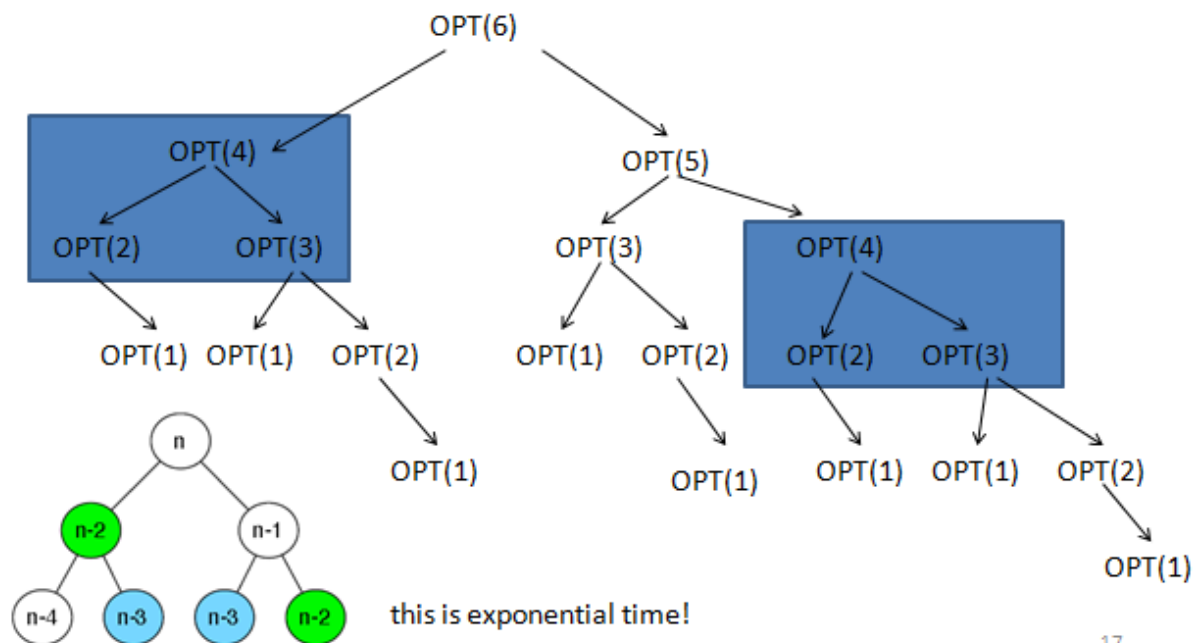 OPT(6)
OPT(4)
OPT(5)
OPT(2) OPT(3) OPT(3) OPT(4)
OPT(1) OPT(1) OPT(2) OPT(1) OPT(2) OPT(2) OPT(3)
OPT(1) OPT(1) OPT(1) OPT(1) OPT(2)
OPT(1)
n
n-2 n-1
n-4 n-3 n-3 n-2
this is exponential time!
17